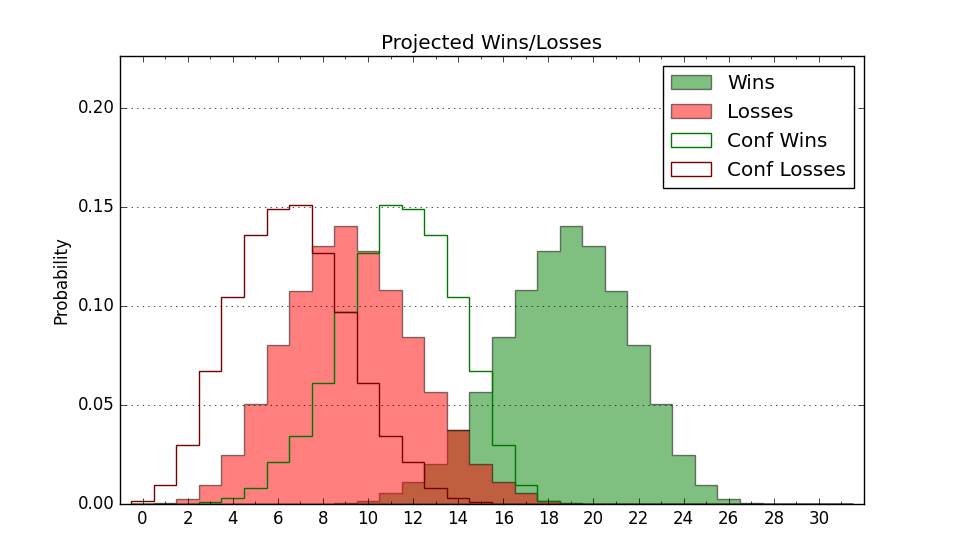 Projected Wins/Losses
Wins
Losses
Conf Wins
Conf Losses
Probability
0.20
0.15
0.10
0.05
0.00
0 2 4 6 8 10 12 14 16 18 20 22 24 26 28 30